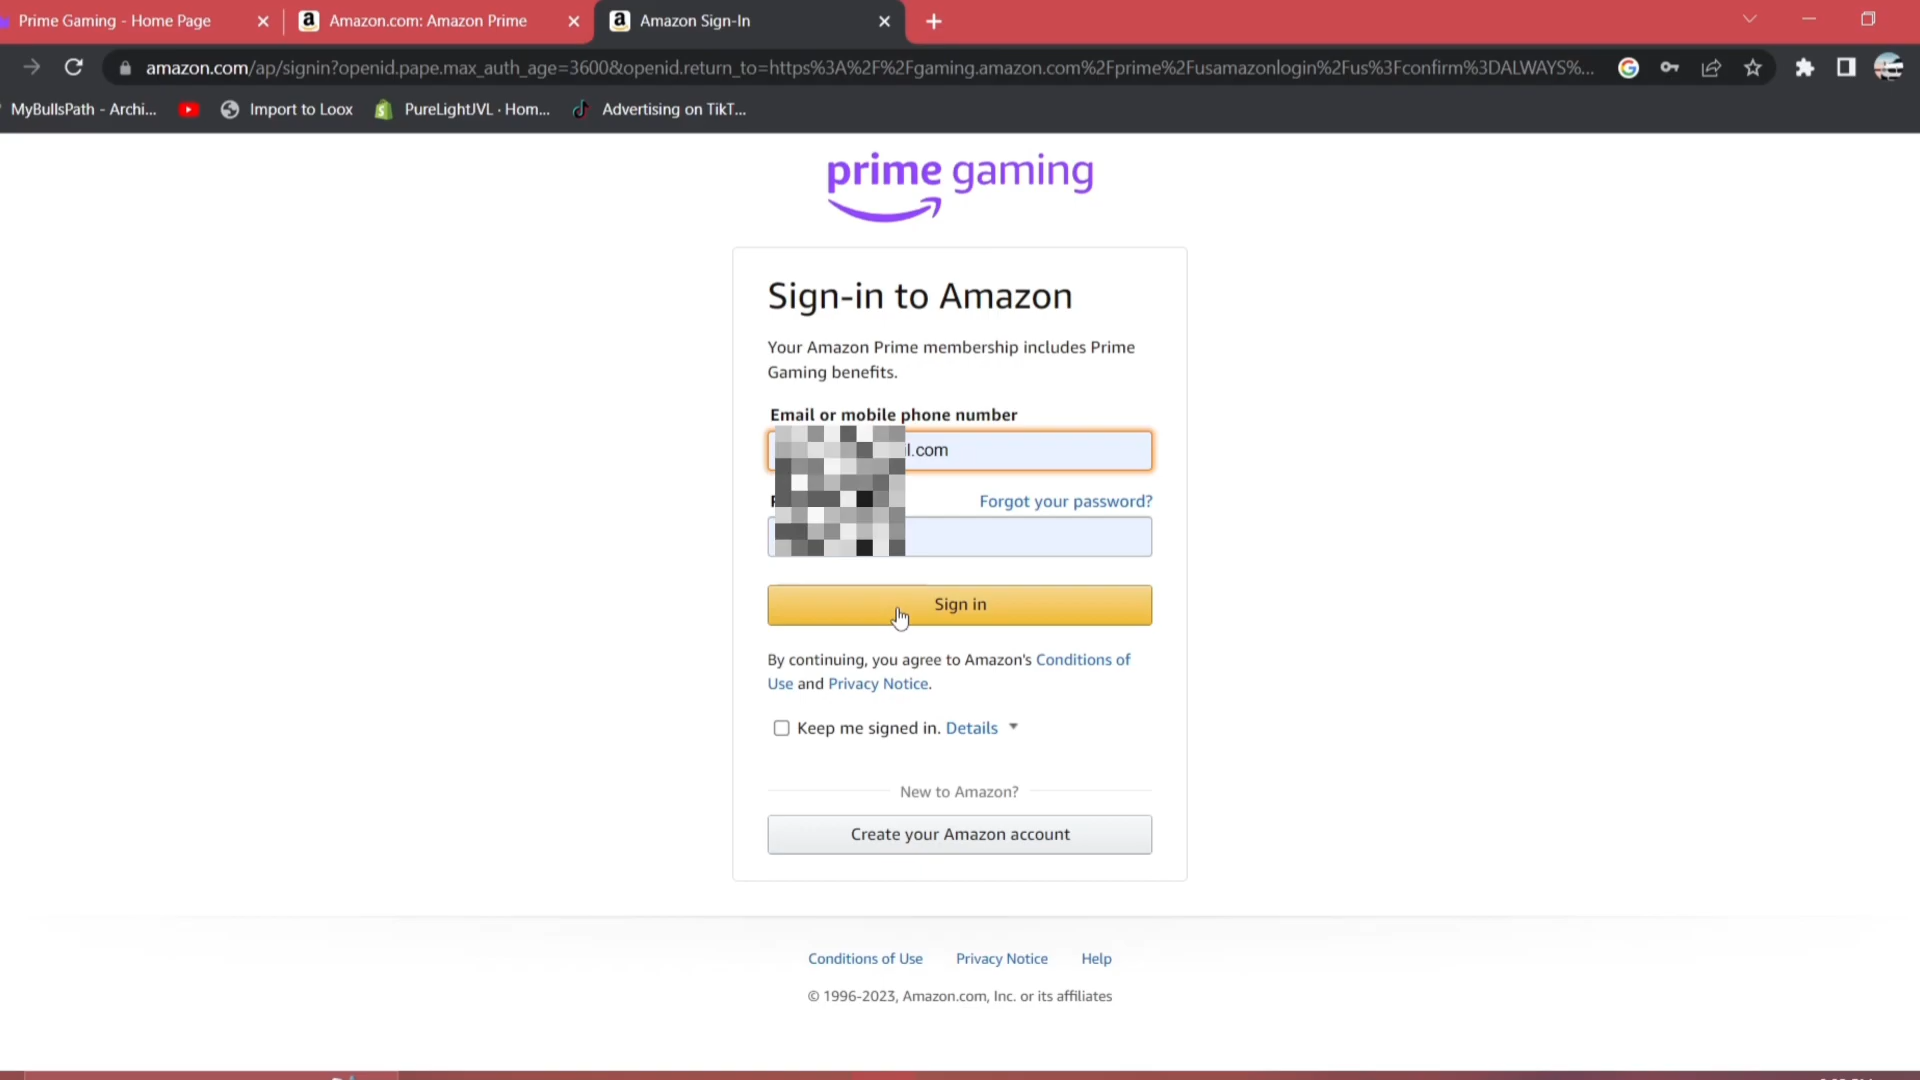 Prime Gaming - Home Page
Amazon.com: Amazon Prime
Amazon Sign-In
amazon.com/ap/signin?openid.pape.max_auth_age=3600&openid.return_to=https%3A%2F%2Fgaming.amazon.com%2Fprime%2Fusamazonlogin%2Fus%3Fconfirm%3DALWAYS%...
MyBullsPath - Archi...
Import to Loox
PureLightJVL · Hom...
Advertising on TikT...
prime gaming
Sign-in to Amazon
Your Amazon Prime membership includes Prime
Gaming benefits.
Email or mobile phone number
l.com
Forgot your password?
Sign in
By continuing, you agree to Amazon's Conditions of
Use and Privacy Notice.
Keep me signed in. Details
New to Amazon?
Create your Amazon account
Conditions of Use Privacy Notice Help
© 1996-2023, Amazon.com, Inc. or its affiliates